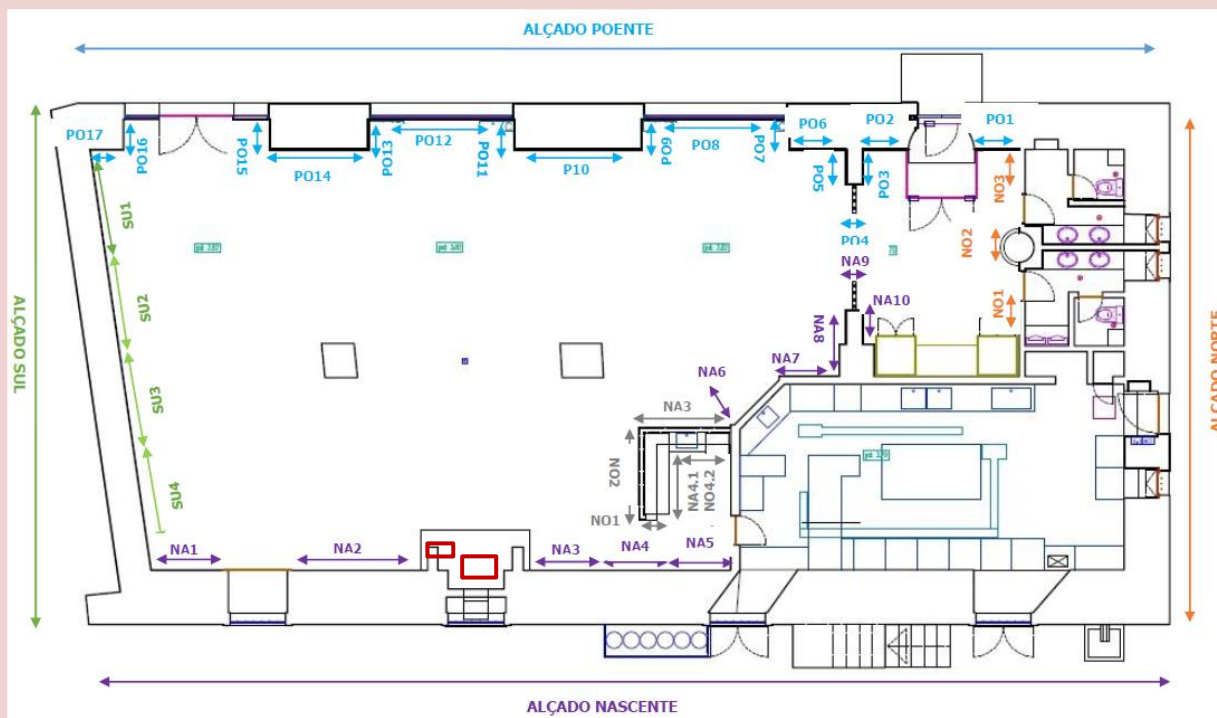 ALÇADO POENTE
PO17
PO16
PO15
PO14
PO13
PO12
PO11
P10
PO9
PO8
PO7
PO6
PO5
PO2
PO3
PO1
NO3
SU1
PO4
NO2
NA9
SU2
NA10
NO1
NA8
ALÇADO SUL
ALÇADO NORTE
SU3
NA7
NA6
NA3
NO2
NA4.1
NO4.2
SU4
NO1
NA1
NA2
NA3
NA4
NA5
ALÇADO NASCENTE